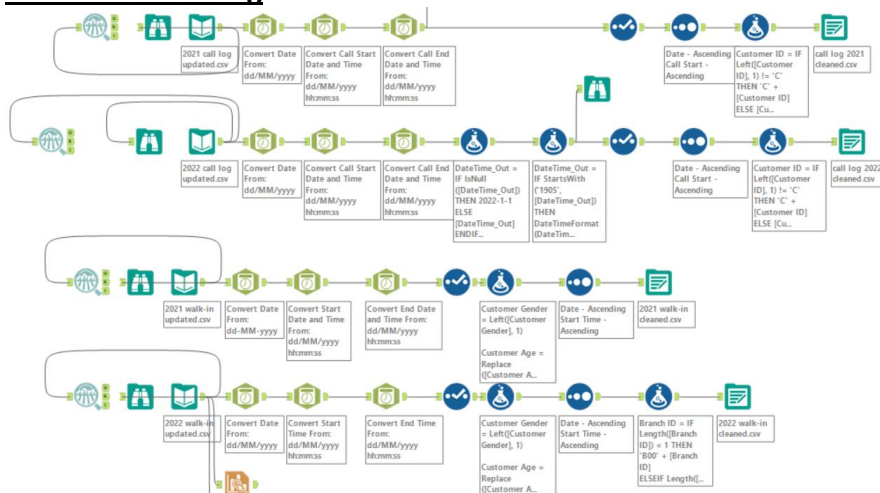 2021 call log
updated.csv
Convert Date
From:
dd/MM/yyyy
Convert Call Start
Date and Time
From:
dd/MM/yyyy
hh:mm:ss
Convert Call End
Date and Time
From:
dd/MM/yyyy
hh:mm:ss
Date - Ascending
Call Start -
Ascending
Customer ID = IF
Left([Customer
ID], 1) != 'C'
THEN 'C' +
[Customer ID]
ELSE [Cu...
call log 2021
cleaned.csv
2022 call log
updated.csv
Convert Date
From:
dd/MM/yyyy
Convert Call Start
Date and Time
From:
dd/MM/yyyy
hh:mm:ss
Convert Call End
Date and Time
From:
dd/MM/yyyy
hh:mm:ss
DateTime_Out =
IF IsNull
([DateTime_Out])
THEN 2022-1-1
ELSE
[DateTime_Out]
ENDIF...
DateTime_Out =
IF StartsWith
('1905',
[DateTime_Out])
THEN
DateTimeFormat
(DateTim...
Date - Ascending
Call Start -
Ascending
Customer ID = IF
Left([Customer
ID], 1) != 'C'
THEN 'C' +
[Customer ID]
ELSE [Cu...
call log 2022
cleaned.csv
2021 walk-in
updated.csv
Convert Date
From:
dd-MM-yyyy
Convert Start
Date and Time
From:
dd/MM/yyyy
hh:mm:ss
Convert End Date
and Time From:
dd/MM/yyyy
hh:mm:ss
Customer Gender
= Left([Customer
Gender], 1)
Customer Age =
Replace
([Customer A...
Date - Ascending
Start Time -
Ascending
2021 walk-in
cleaned.csv
2022 walk-in
updated.csv
Convert Date
From:
dd/MM/yyyy
Convert Start
Time From:
dd/MM/yyyy
hh:mm:ss
Convert End Time
From:
dd/MM/yyyy
hh:mm:ss
Customer Gender
= Left([Customer
Gender], 1)
Customer Age =
Replace
([Customer A...
Date - Ascending
Start Time -
Ascending
Branch ID = IF
Length([Branch
ID]) = 1 THEN
'B00' + [Branch
ID]
ELSEIF Length([...
2022 walk-in
cleaned.csv